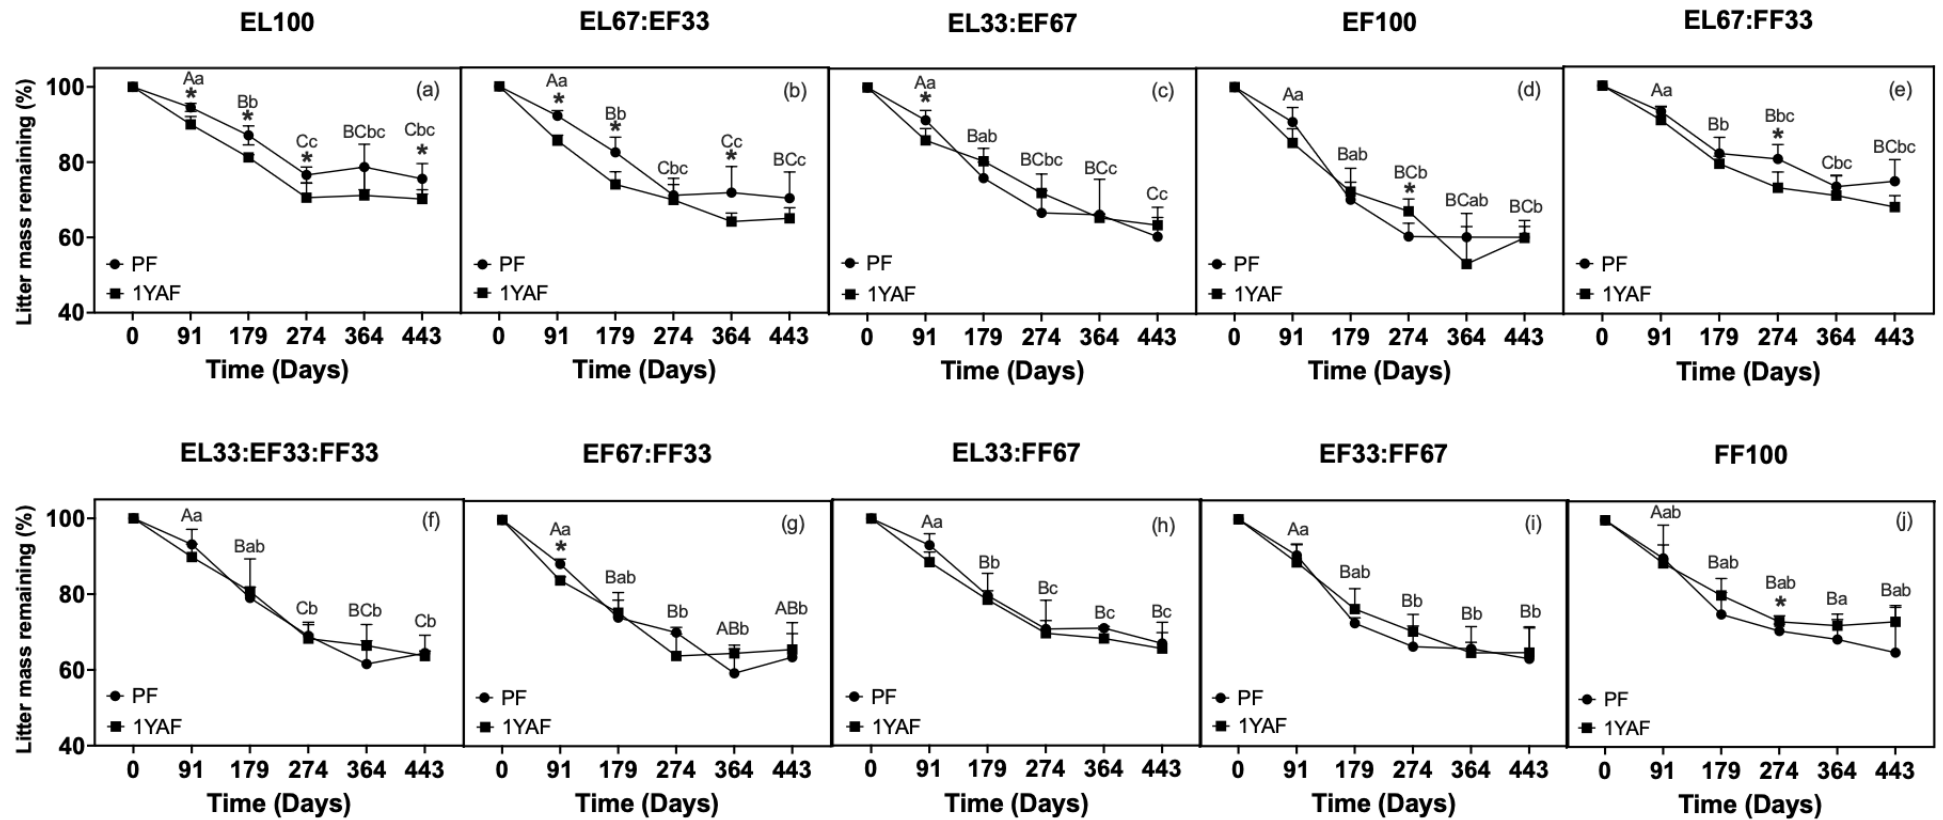 EL100 EL67:EF33 EL33:EF67 EF100 EL67:FF33
Litter mass remaining (%)
100
80
60
40
Aa
*
Bb
*
Cc
*
BCbc
Cbc
*
(a)
PF
1YAF
0 91 179 274 364 443
Time (Days)
Aa
*
Bb
*
Cbc
Cc
*
BCc
(b)
PF
1YAF
0 91 179 274 364 443
Time (Days)
Aa
*
Bab
BCbc
BCc
Cc
(c)
PF
1YAF
0 91 179 274 364 443
Time (Days)
Aa
Bab
BCb
*
BCab
BCb
(d)
PF
1YAF
0 91 179 274 364 443
Time (Days)
Aa
Bb
Bbc
*
Cbc
BCbc
(e)
PF
1YAF
0 91 179 274 364 443
Time (Days)
EL33:EF33:FF33 EF67:FF33 EL33:FF67 EF33:FF67 FF100
Litter mass remaining (%)
100
80
60
40
Aa
Bab
Cb
BCb
Cb
(f)
PF
1YAF
0 91 179 274 364 443
Time (Days)
Aa
*
Bab
Bb
ABb
ABb
(g)
PF
1YAF
0 91 179 274 364 443
Time (Days)
Aa
Bb
Bc
Bc
Bc
(h)
PF
1YAF
0 91 179 274 364 443
Time (Days)
Aa
Bab
Bb
Bb
Bb
(i)
PF
1YAF
0 91 179 274 364 443
Time (Days)
Aab
Bab
Bab
*
Ba
Bab
(j)
PF
1YAF
0 91 179 274 364 443
Time (Days)